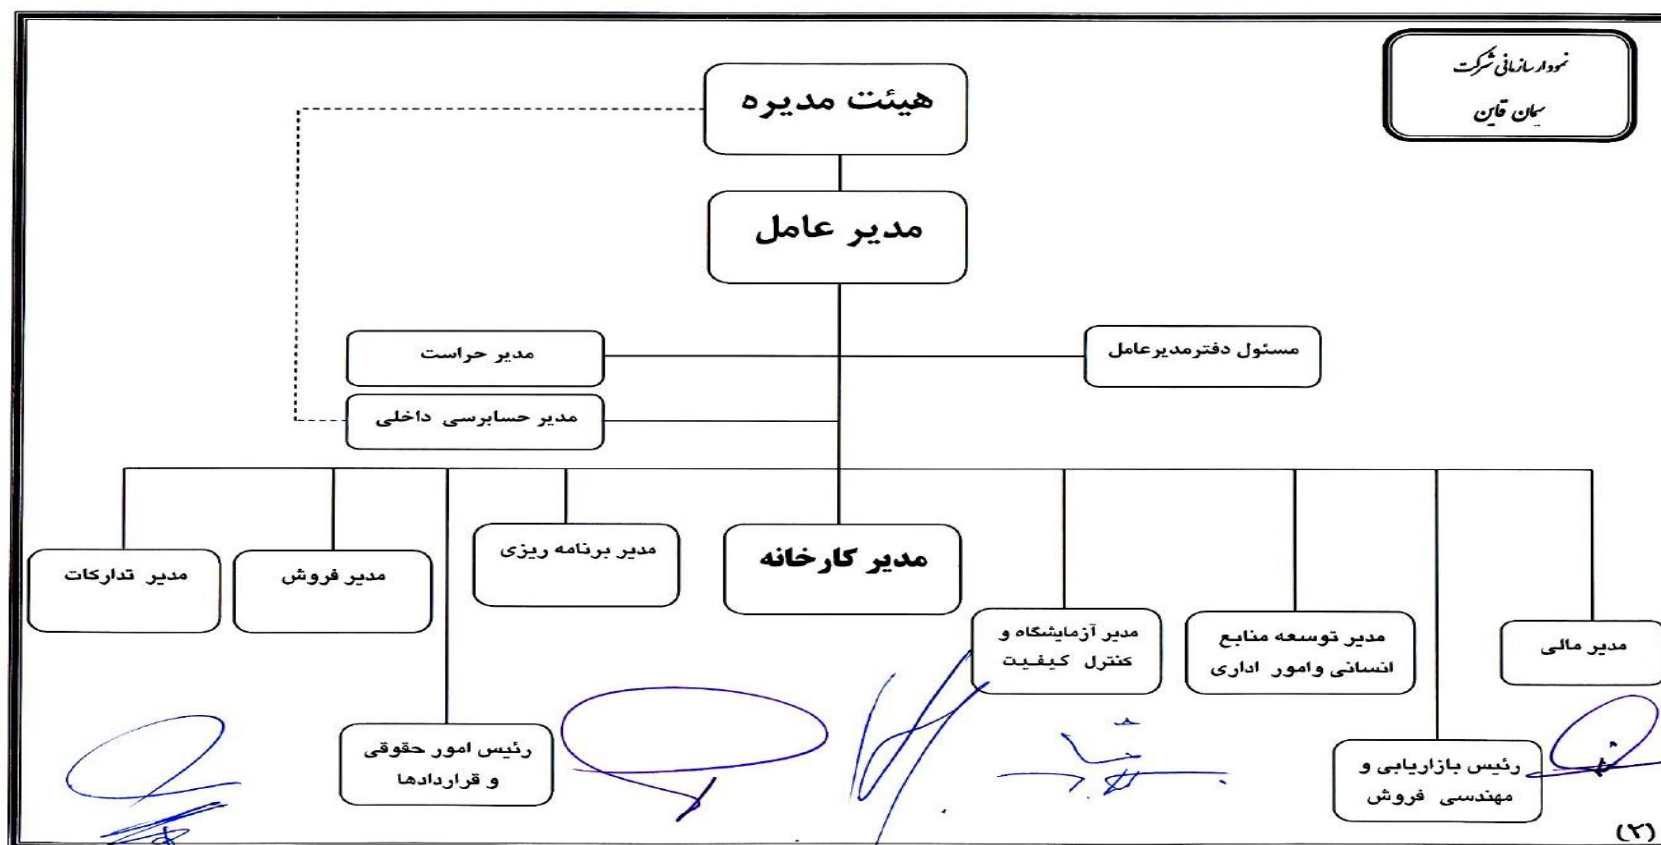 نمودار سازمانی شرکت
سیمان قاین
هیئت مدیره
مدیر عامل
مسئول دفترمدیرعامل
مدیر حراست
مدیر حسابرسی داخلی
مدیر مالی
رئیس بازاریابی و
مهندسی فروش
مدیر توسعه منابع
انسانی وامور اداری
مدیر آزمایشگاه و
کنترل کیفیت
مدیر کارخانه
مدیر برنامه ریزی
رئیس امور حقوقی
و قراردادها
مدیر فروش
مدیر تدارکات
(۲)